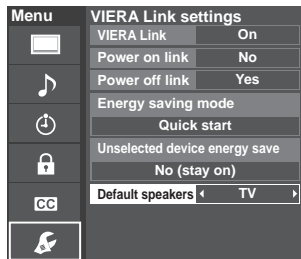 Menu
VIERA Link settings
VIERA Link On
Power on link No
Power off link Yes
Energy saving mode
Quick start
Unselected device energy save
No (stay on)
Default speakers TV
CC